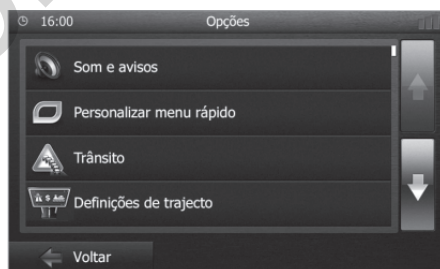 16:00 Opções
Som e avisos
Personalizar menu rápido
Trânsito
Definições de trajecto
Voltar